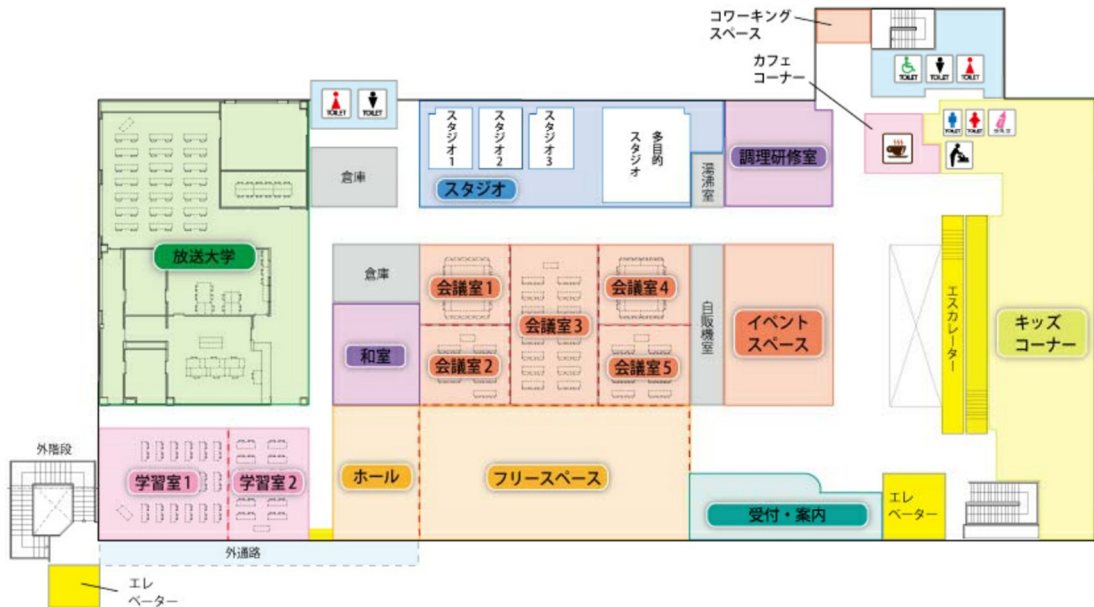 コワーキング
スペース
カフェ
コーナー
TOILET
TOILET
TOILET
TOILET
TOILET
TOILET
TOILET
スタジオ1
スタジオ2
スタジオ3
多目的
スタジオ
スタジオ
倉庫
湯沸室
調理研修室
放送大学
倉庫
和室
会議室1
会議室2
会議室3
会議室4
会議室5
自販機室
イベント
スペース
エスカレーター
キッズ
コーナー
外階段
学習室1
学習室2
ホール
フリースペース
受付・案内
エレ
ベーター
外通路
エレ
ベーター